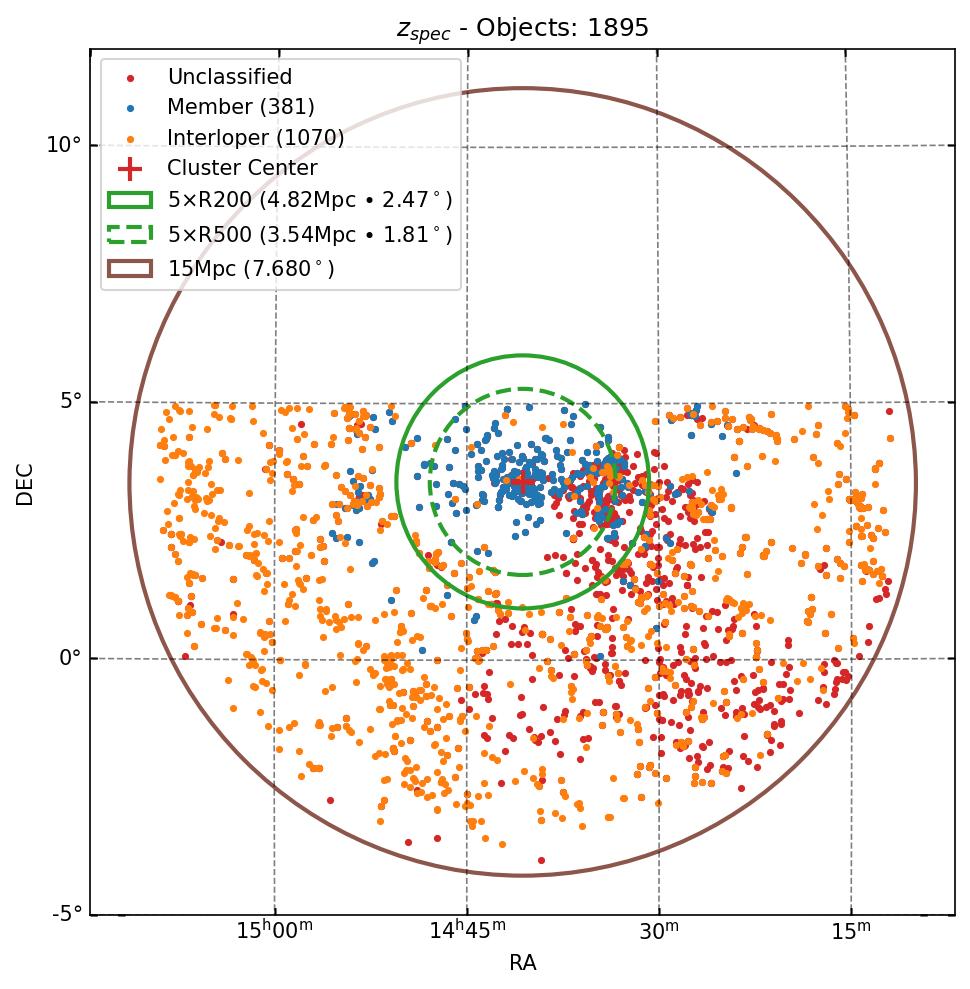 z_spec - Objects: 1895
Unclassified
Member (381)
Interloper (1070)
Cluster Center
5×R200 (4.82Mpc • 2.47°)
5×R500 (3.54Mpc • 1.81°)
15Mpc (7.680°)
10°
5°
0°
-5°
DEC
15ʰ00ᵐ
14ʰ45ᵐ
30ᵐ
15ᵐ
RA